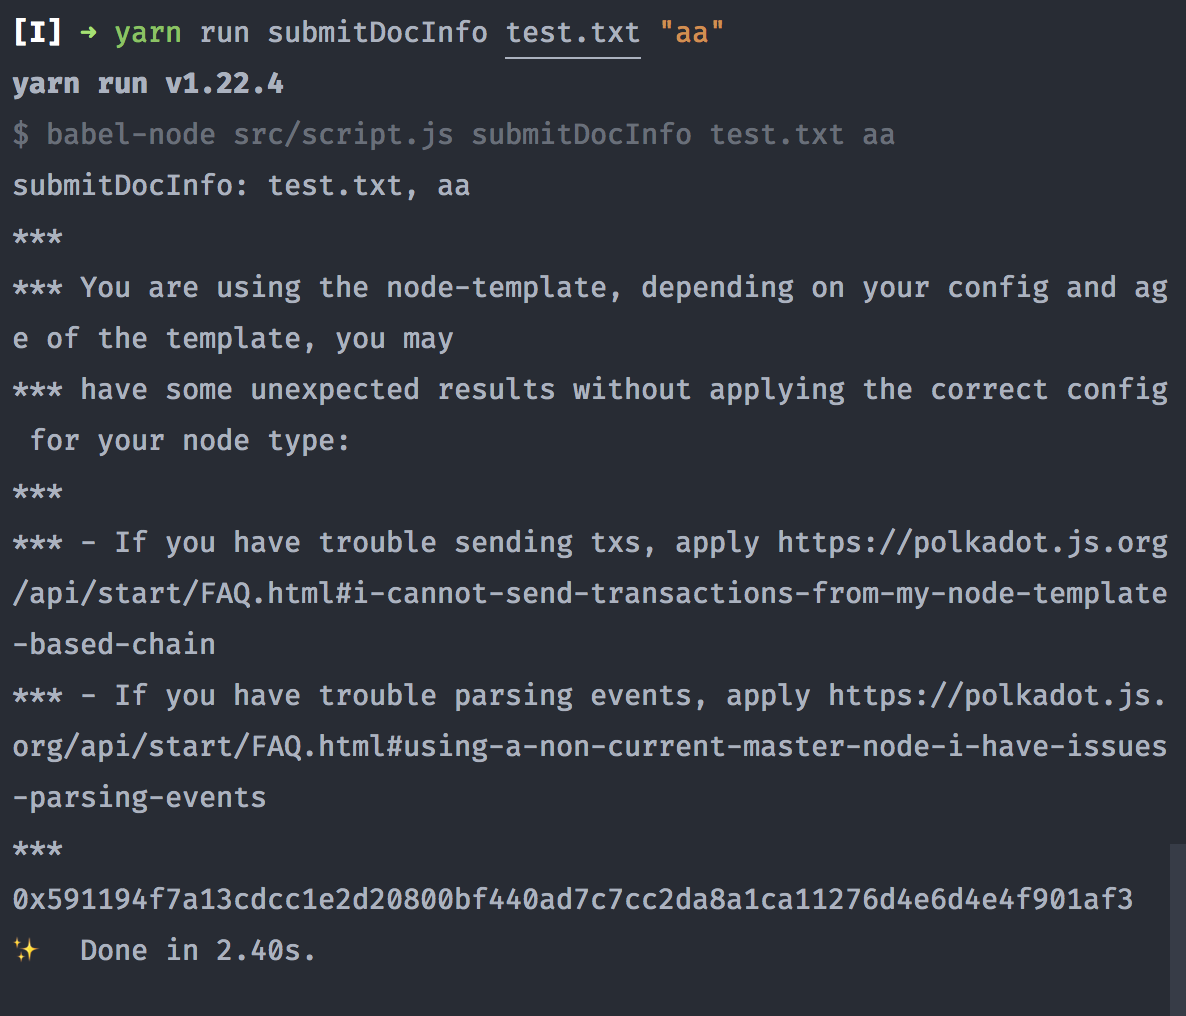 [I] ➜ yarn run submitDocInfo test.txt "aa"
yarn run v1.22.4
$ babel-node src/script.js submitDocInfo test.txt aa
submitDocInfo: test.txt, aa
***
*** You are using the node-template, depending on your config and ag
e of the template, you may
*** have some unexpected results without applying the correct config
 for your node type:
***
*** - If you have trouble sending txs, apply https://polkadot.js.org
/api/start/FAQ.html#i-cannot-send-transactions-from-my-node-template
-based-chain
*** - If you have trouble parsing events, apply https://polkadot.js.
org/api/start/FAQ.html#using-a-non-current-master-node-i-have-issues
-parsing-events
***
0x591194f7a13cdcc1e2d20800bf440ad7c7cc2da8a1ca11276d4e6d4e4f901af3
✨  Done in 2.40s.